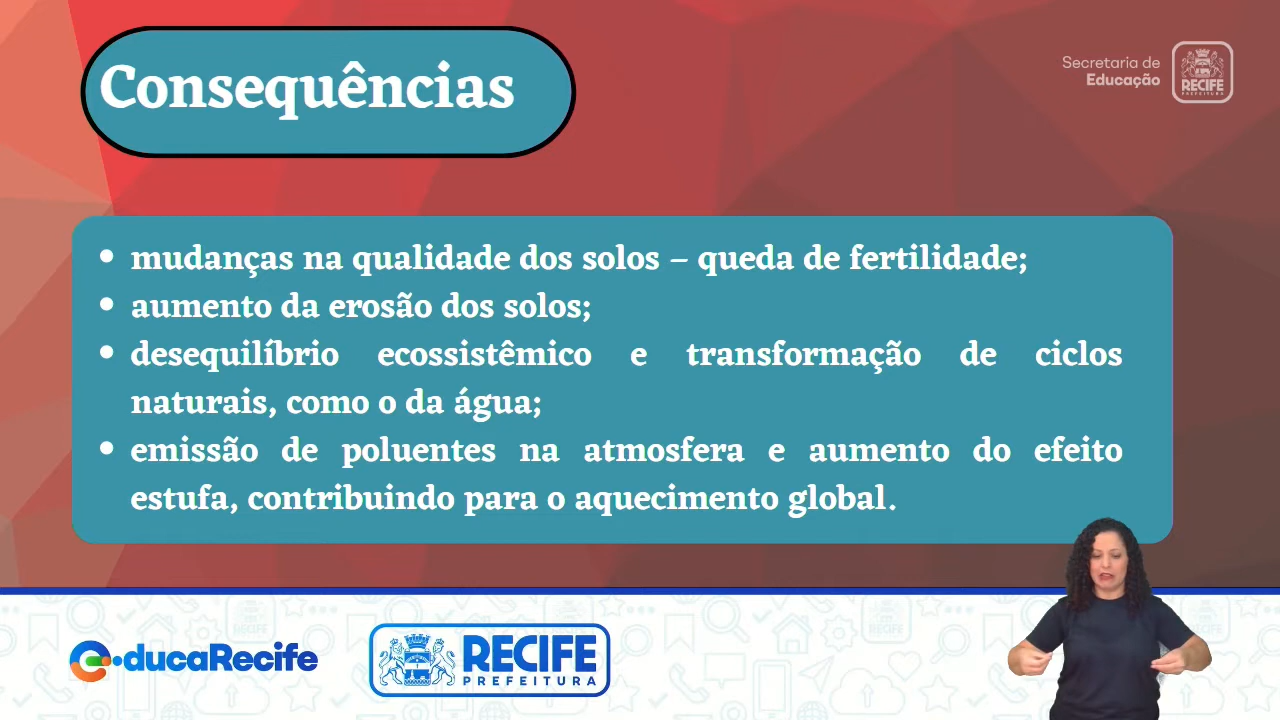 Consequências
Secretaria de
Educação
RECIFE
PREFEITURA
• mudanças na qualidade dos solos – queda de fertilidade;
• aumento da erosão dos solos;
• desequilíbrio ecossistêmico e transformação de ciclos
naturais, como o da água;
• emissão de poluentes na atmosfera e aumento do efeito
estufa, contribuindo para o aquecimento global.
educaRecife
RECIFE
PREFEITURA